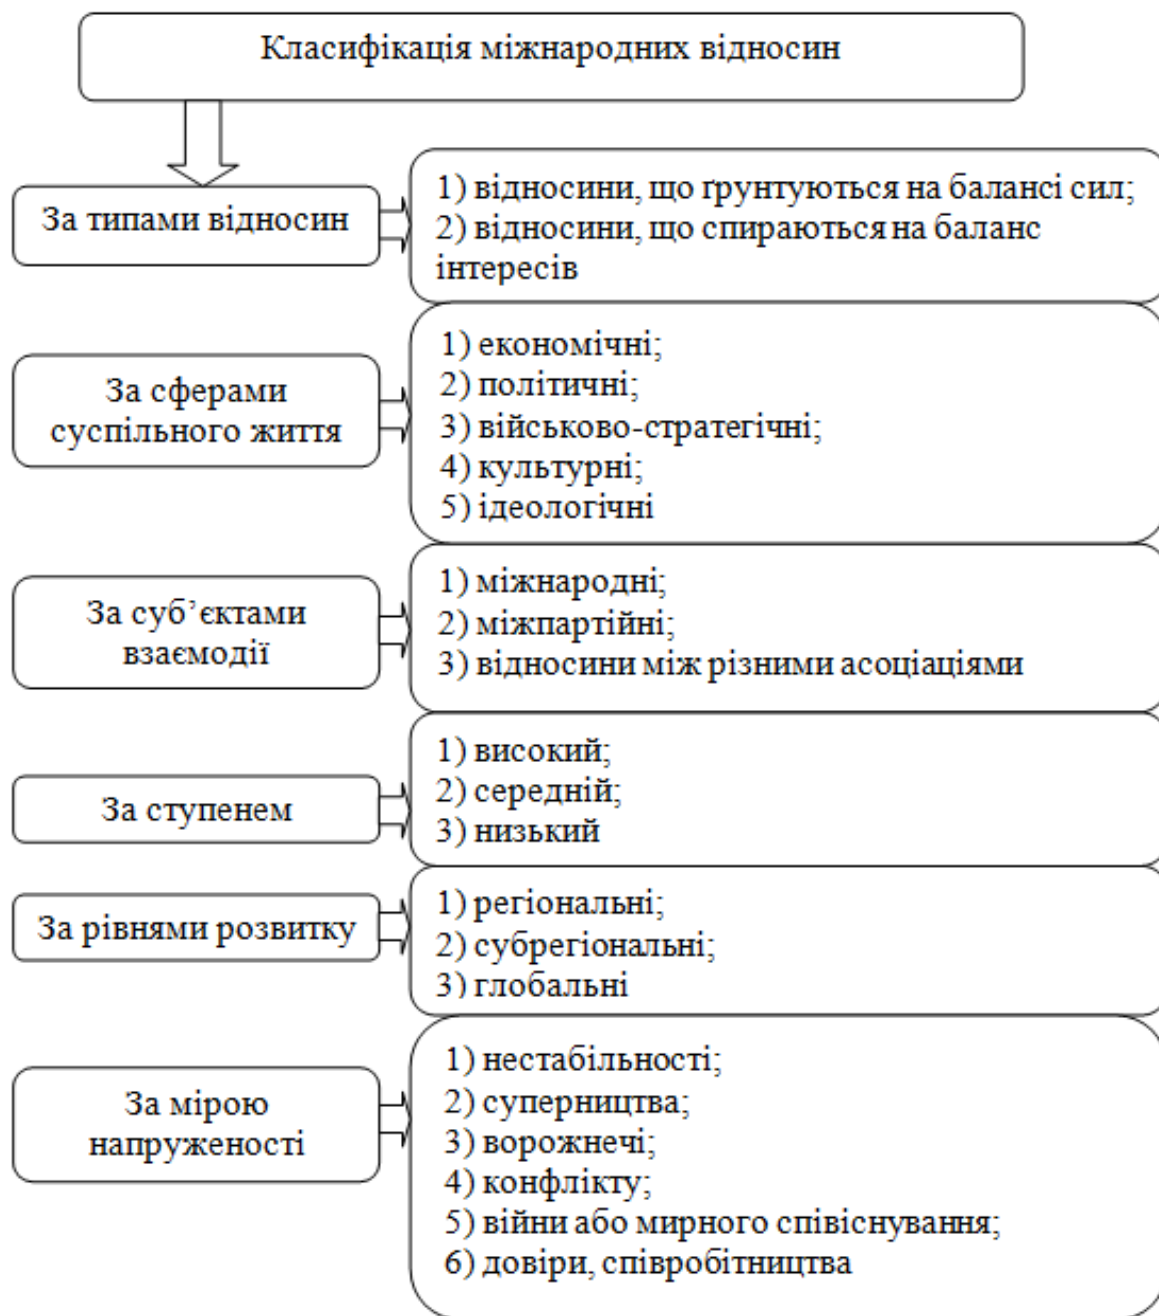 Класифікація міжнародних відносин
За типами відносин
1) відносини, що ґрунтуються на балансі сил;
2) відносини, що спираються на баланс
інтересів
За сферами
суспільного життя
1) економічні;
2) політичні;
3) військово-стратегічні;
4) культурні;
5) ідеологічні
За суб’єктами
взаємодії
1) міжнародні;
2) міжпартійні;
3) відносини між різними асоціаціями
За ступенем
1) високий;
2) середній;
3) низький
За рівнями розвитку
1) регіональні;
2) субрегіональні;
3) глобальні
За мірою
напруженості
1) нестабільності;
2) суперництва;
3) ворожнечі;
4) конфлікту;
5) війни або мирного співіснування;
6) довіри, співробітництва